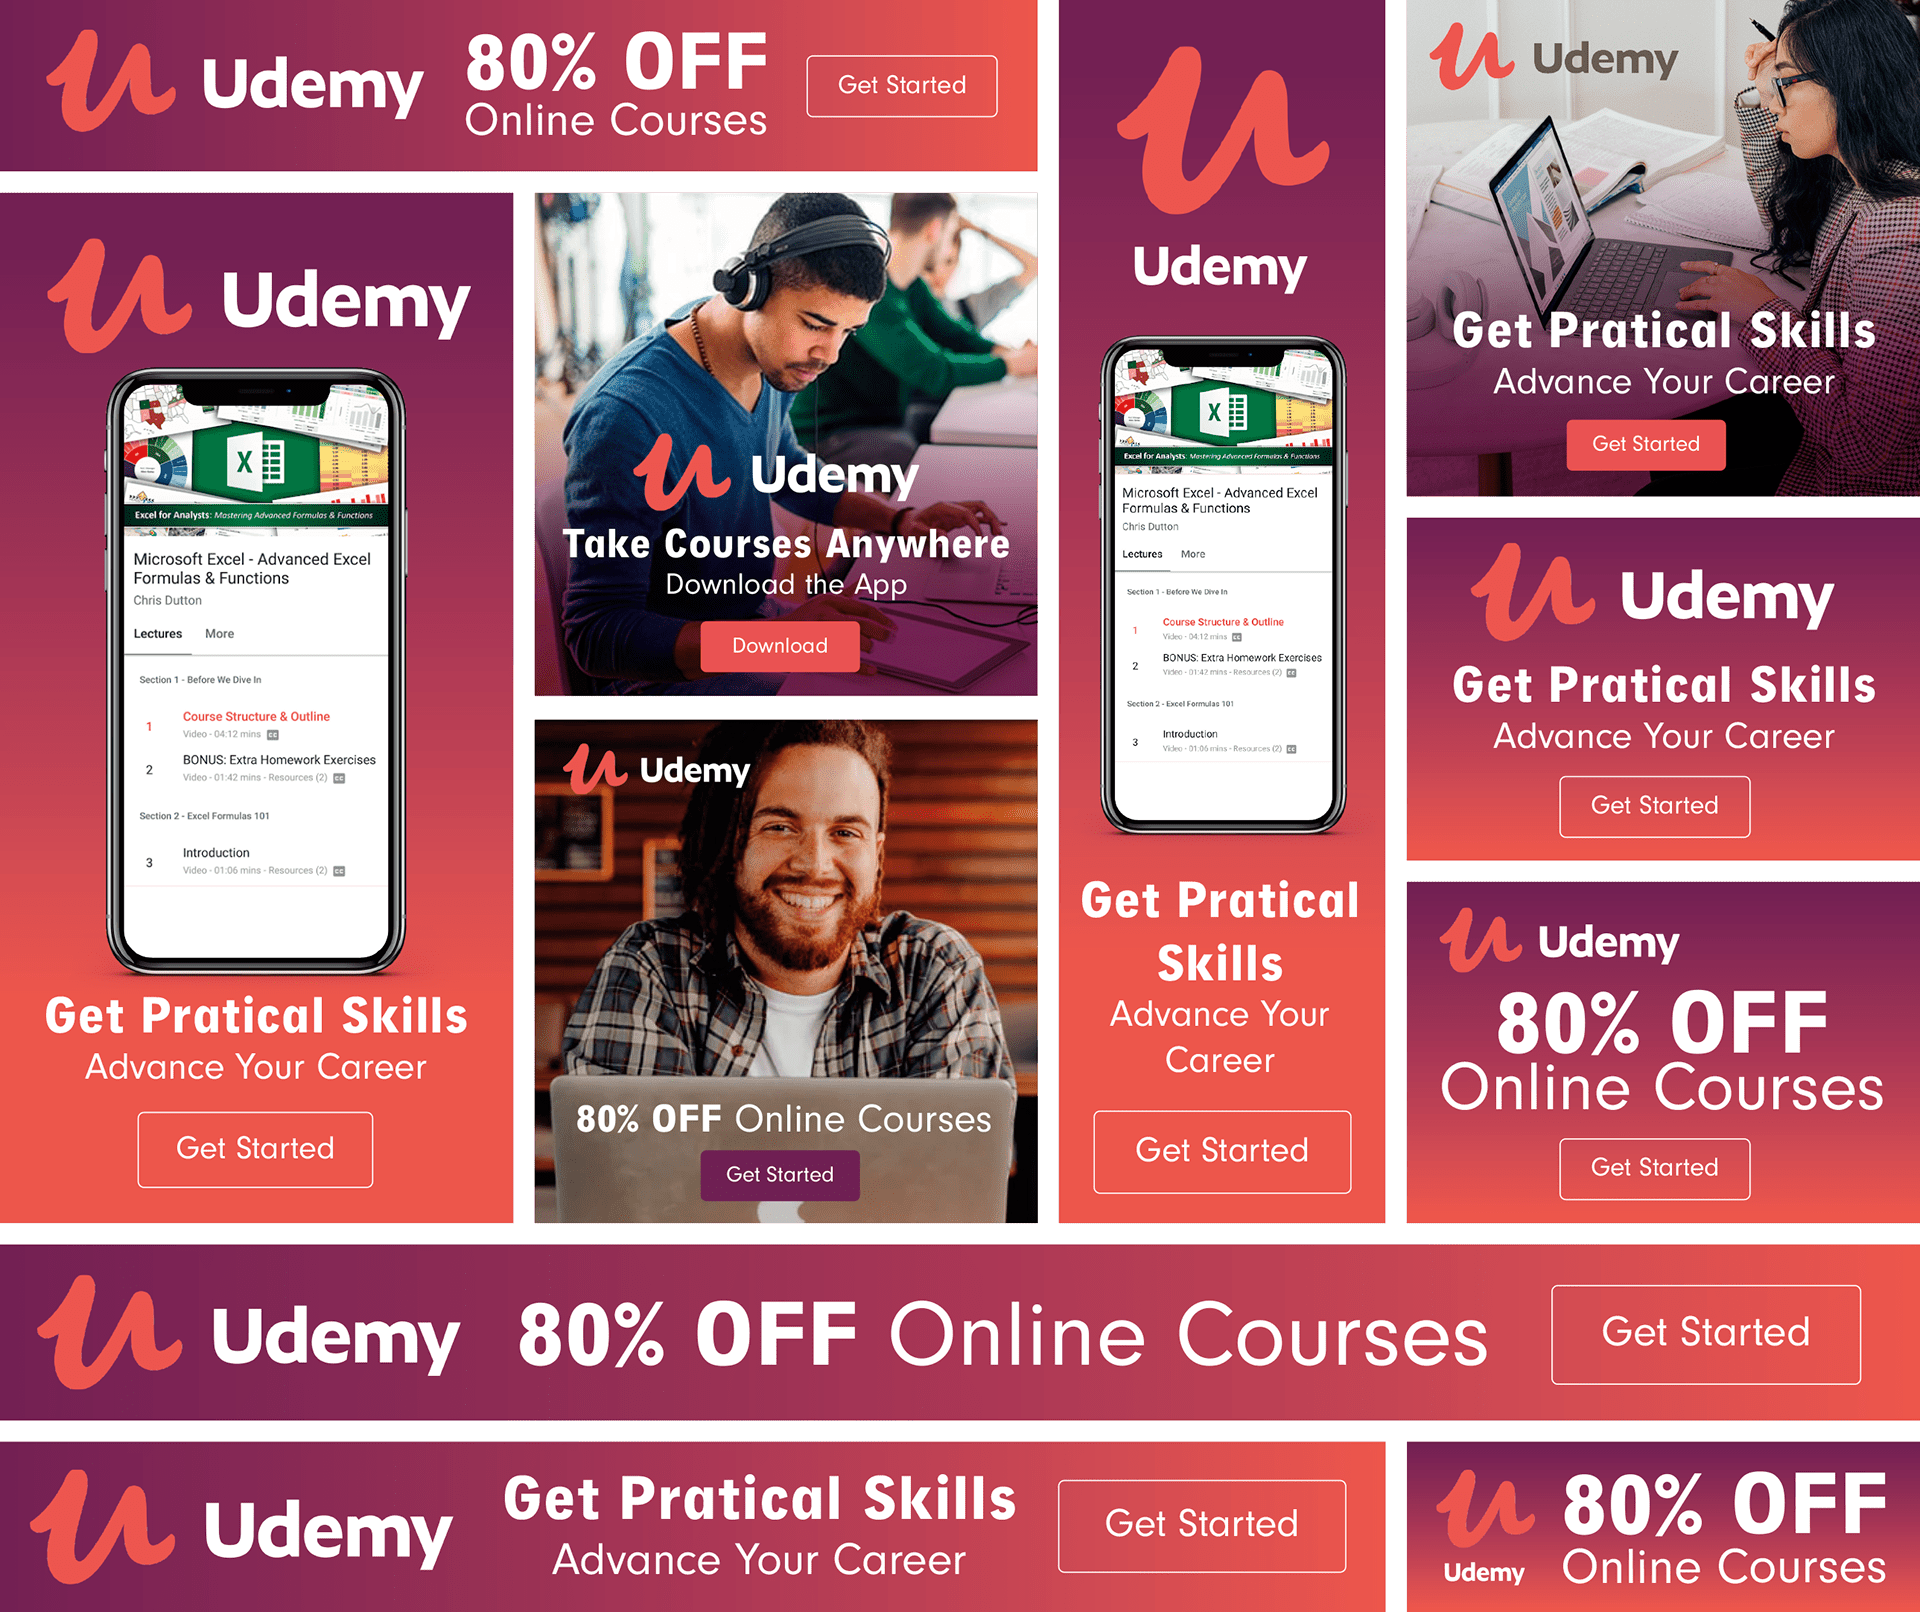 Udemy
80% OFF
Online Courses
Get Started
Udemy
X
Excel for Analysts: Mastering Advanced Formulas & Functions
Microsoft Excel - Advanced Excel
Formulas & Functions
Chris Dutton
Lectures More
Section 1 - Before We Dive In
1 Course Structure & Outline
Video - 04:12 mins CC
2 BONUS: Extra Homework Exercises
Video - 01:42 mins - Resources (2) CC
Section 2 - Excel Formulas 101
3 Introduction
Video - 01:06 mins - Resources (2) CC
Get Pratical Skills
Advance Your Career
Get Started
Udemy
Take Courses Anywhere
Download the App
Download
Udemy
80% OFF Online Courses
Get Started
Udemy
X
Excel for Analysts: Mastering Advanced Formulas & Functions
Microsoft Excel - Advanced Excel
Formulas & Functions
Chris Dutton
Lectures More
Section 1 - Before We Dive In
1 Course Structure & Outline
Video - 04:12 mins CC
2 BONUS: Extra Homework Exercises
Video - 01:42 mins - Resources (2) CC
Section 2 - Excel Formulas 101
3 Introduction
Video - 01:06 mins - Resources (2) CC
Get Pratical
Skills
Advance Your
Career
Get Started
Udemy
Get Pratical Skills
Advance Your Career
Get Started
Udemy
Get Pratical Skills
Advance Your Career
Get Started
Udemy
80% OFF
Online Courses
Get Started
Udemy
80% OFF Online Courses
Get Started
Udemy
Get Pratical Skills
Advance Your Career
Get Started
Udemy
80% OFF
Online Courses